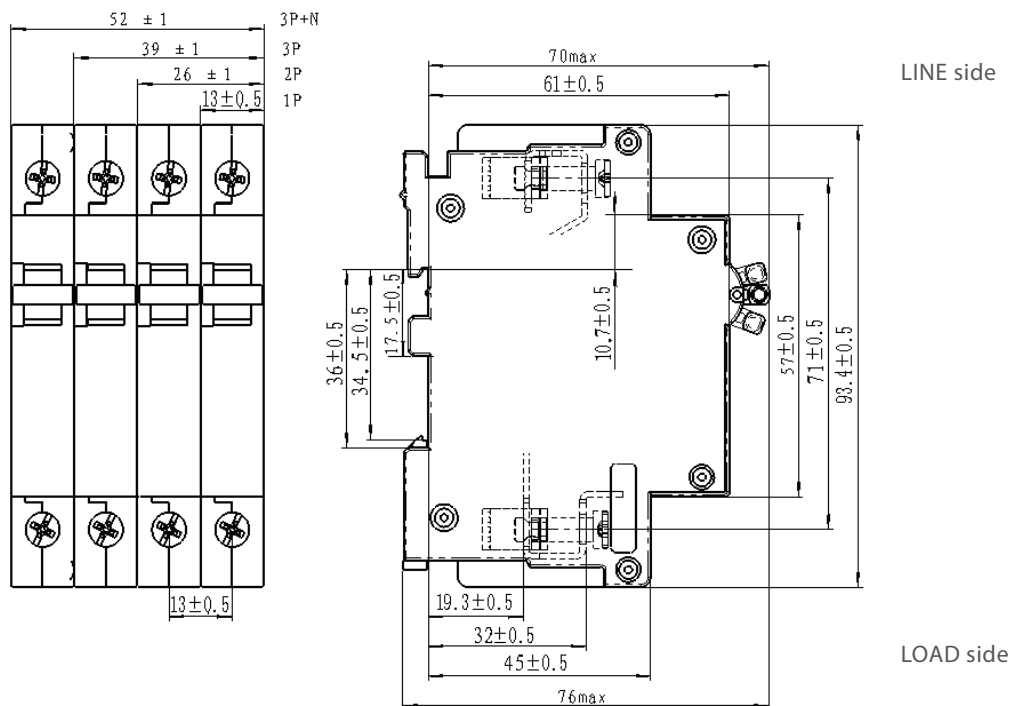 52 ±1 3P+N
39 ±1 3P
26 ±1 2P
13±0.5 1P
70max
61±0.5
LINE side
36±0.5
34.5±0.5
17.5±0.5
10.7±0.5
57±0.5
71±0.5
93.4±0.5
13±0.5
19.3±0.5
32±0.5
45±0.5
76max
LOAD side